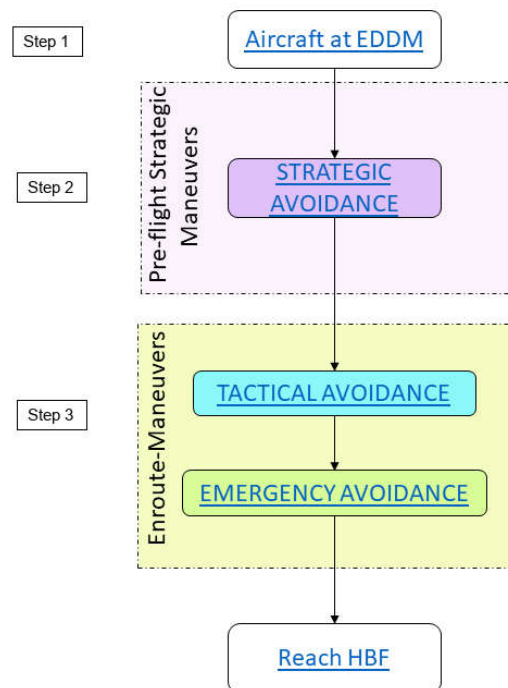 Step 1
Aircraft at EDDM
Pre-flight Strategic
Maneuvers
Step 2
STRATEGIC
AVOIDANCE
Enroute-Maneuvers
Step 3
TACTICAL AVOIDANCE
EMERGENCY AVOIDANCE
Reach HBF